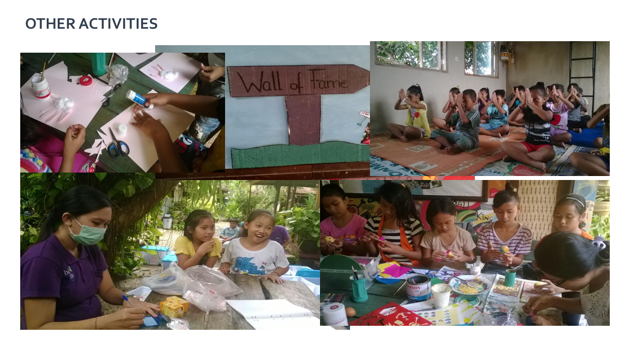 OTHER ACTIVITIES
Wall of Fame